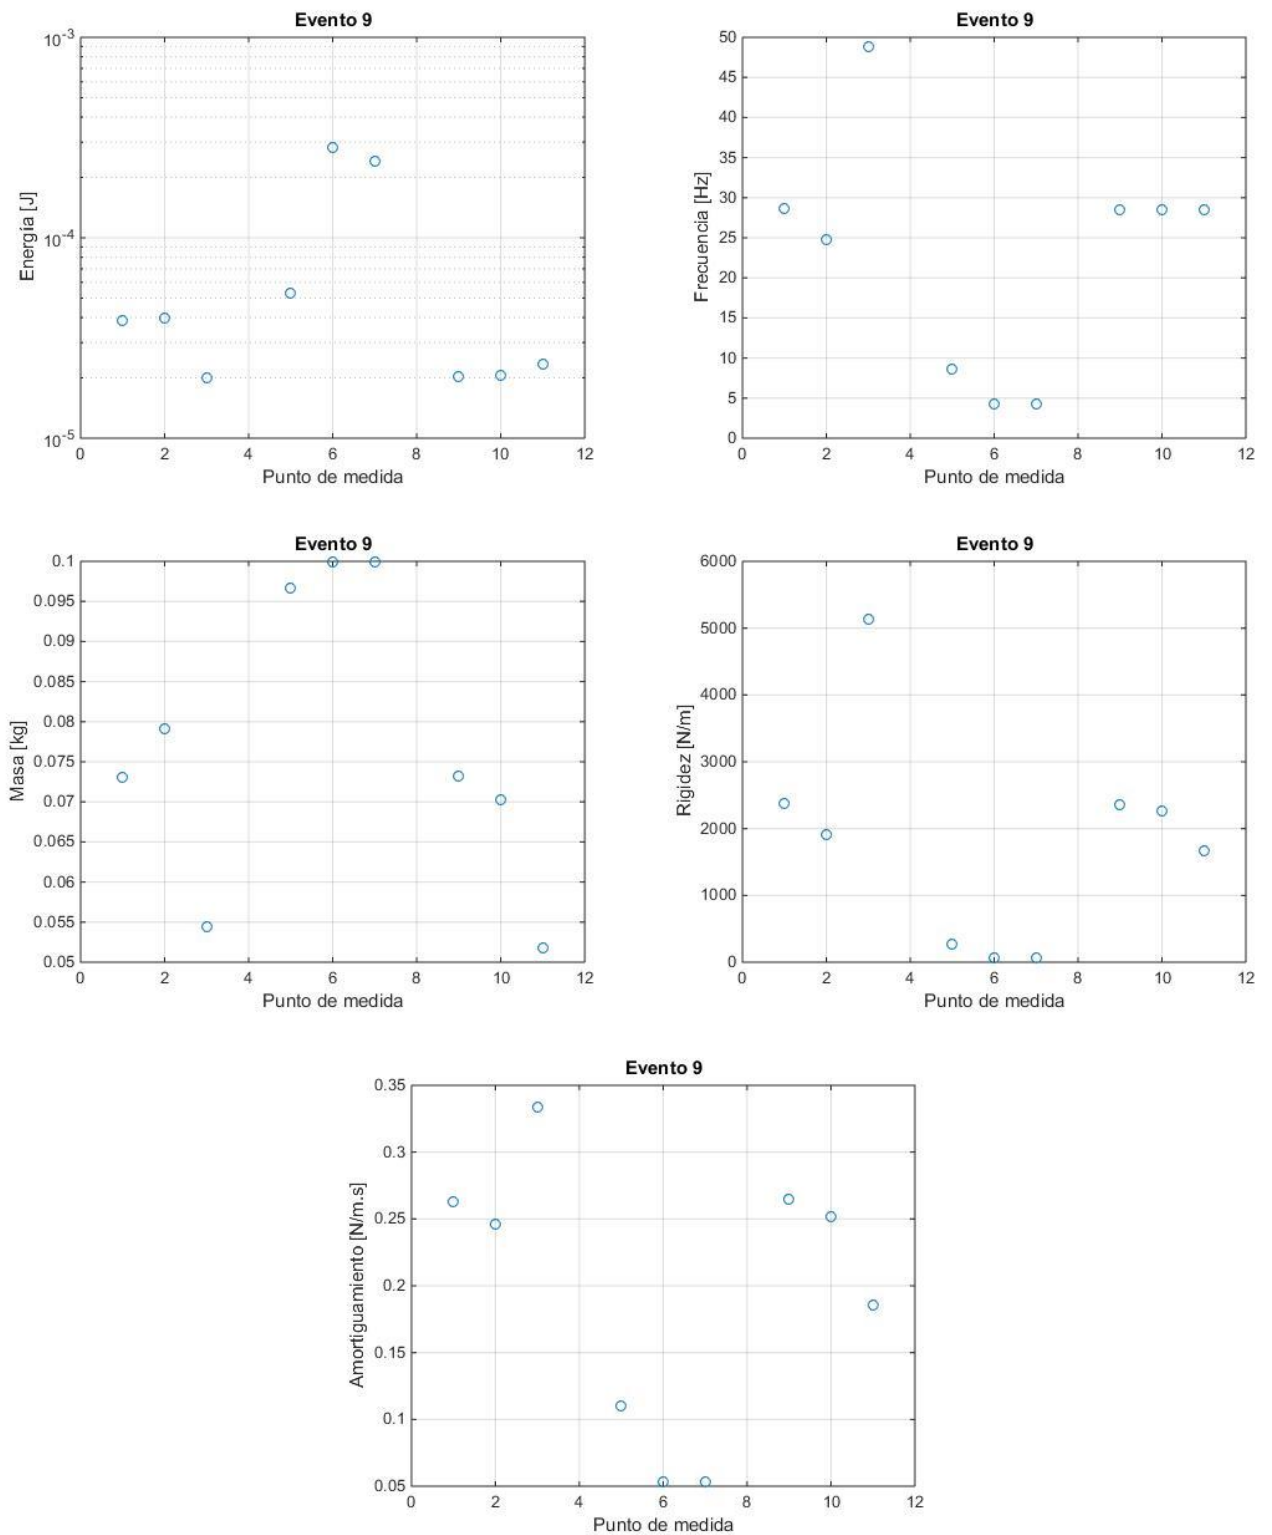 Evento 9
Energía [J]
10-3
10-4
10-5
0 2 4 6 8 10 12
Punto de medida
Evento 9
Frecuencia [Hz]
50
45
40
35
30
25
20
15
10
5
0
0 2 4 6 8 10 12
Punto de medida
Evento 9
Masa [kg]
0.1
0.095
0.09
0.085
0.08
0.075
0.07
0.065
0.06
0.055
0.05
0 2 4 6 8 10 12
Punto de medida
Evento 9
Rigidez [N/m]
6000
5000
4000
3000
2000
1000
0
0 2 4 6 8 10 12
Punto de medida
Evento 9
Amortiguamiento [N/m.s]
0.35
0.3
0.25
0.2
0.15
0.1
0.05
0 2 4 6 8 10 12
Punto de medida